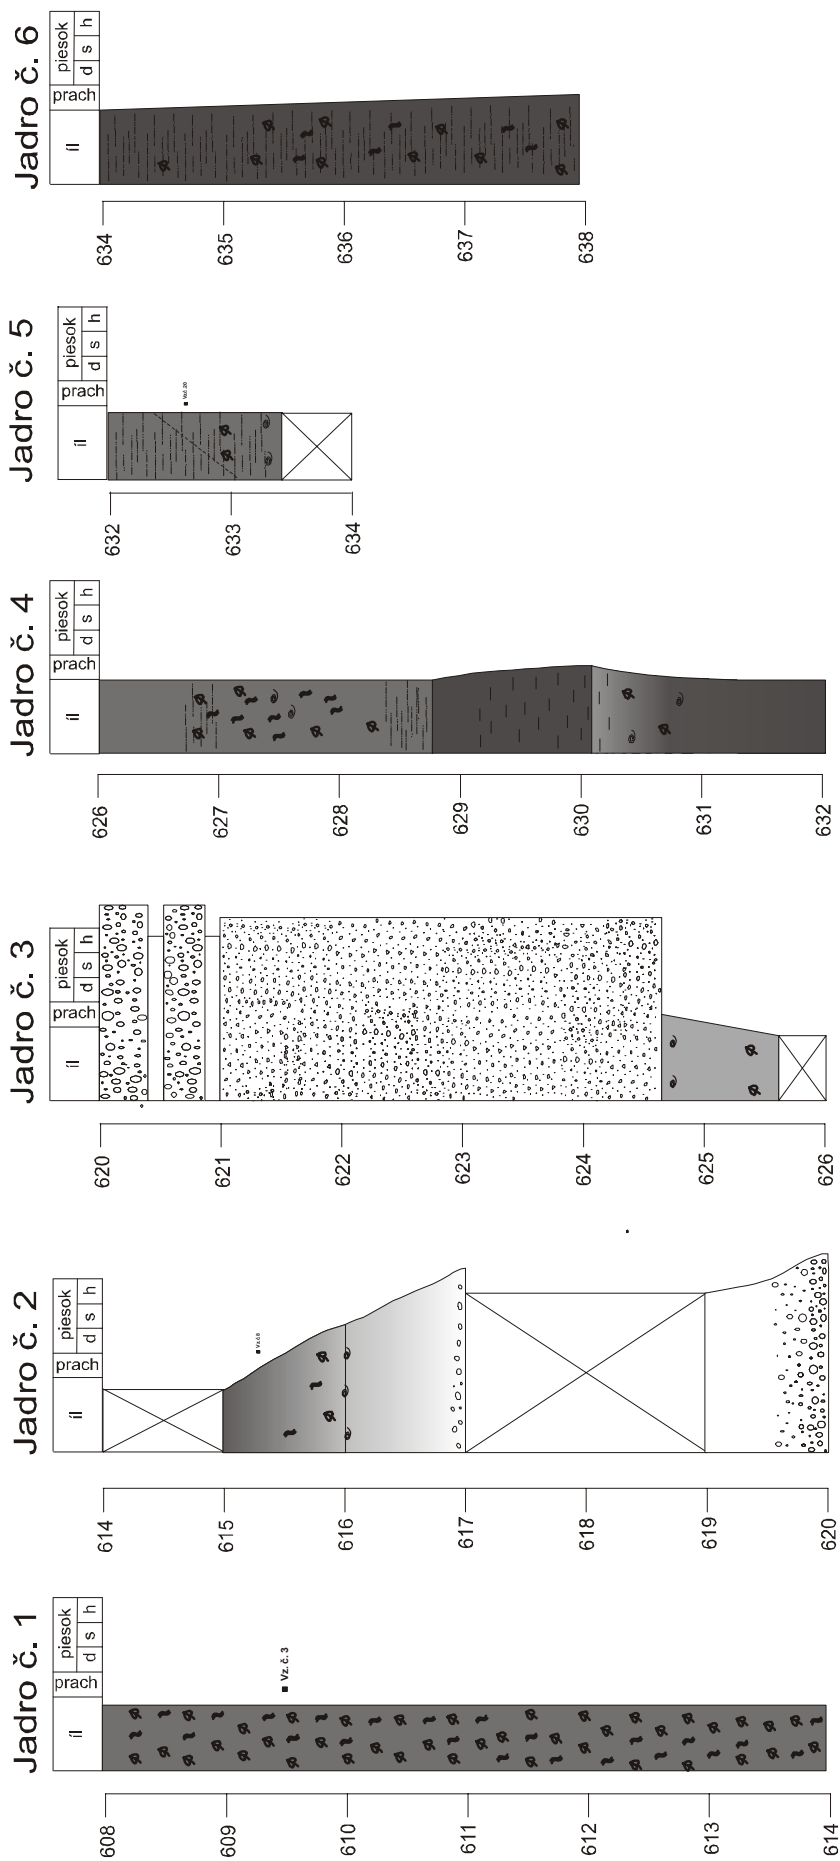 Jadro č. 1
íl
prach
piesok
d s h
Vz. č. 3
608
609
610
611
612
613
614
Jadro č. 2
íl
prach
piesok
d s h
614
615
616
617
618
619
620
Jadro č. 3
íl
prach
piesok
d s h
620
621
622
623
624
625
626
Jadro č. 4
íl
prach
piesok
d s h
626
627
628
629
630
631
632
Jadro č. 5
íl
prach
piesok
d s h
632
633
634
Jadro č. 6
íl
prach
piesok
d s h
634
635
636
637
638